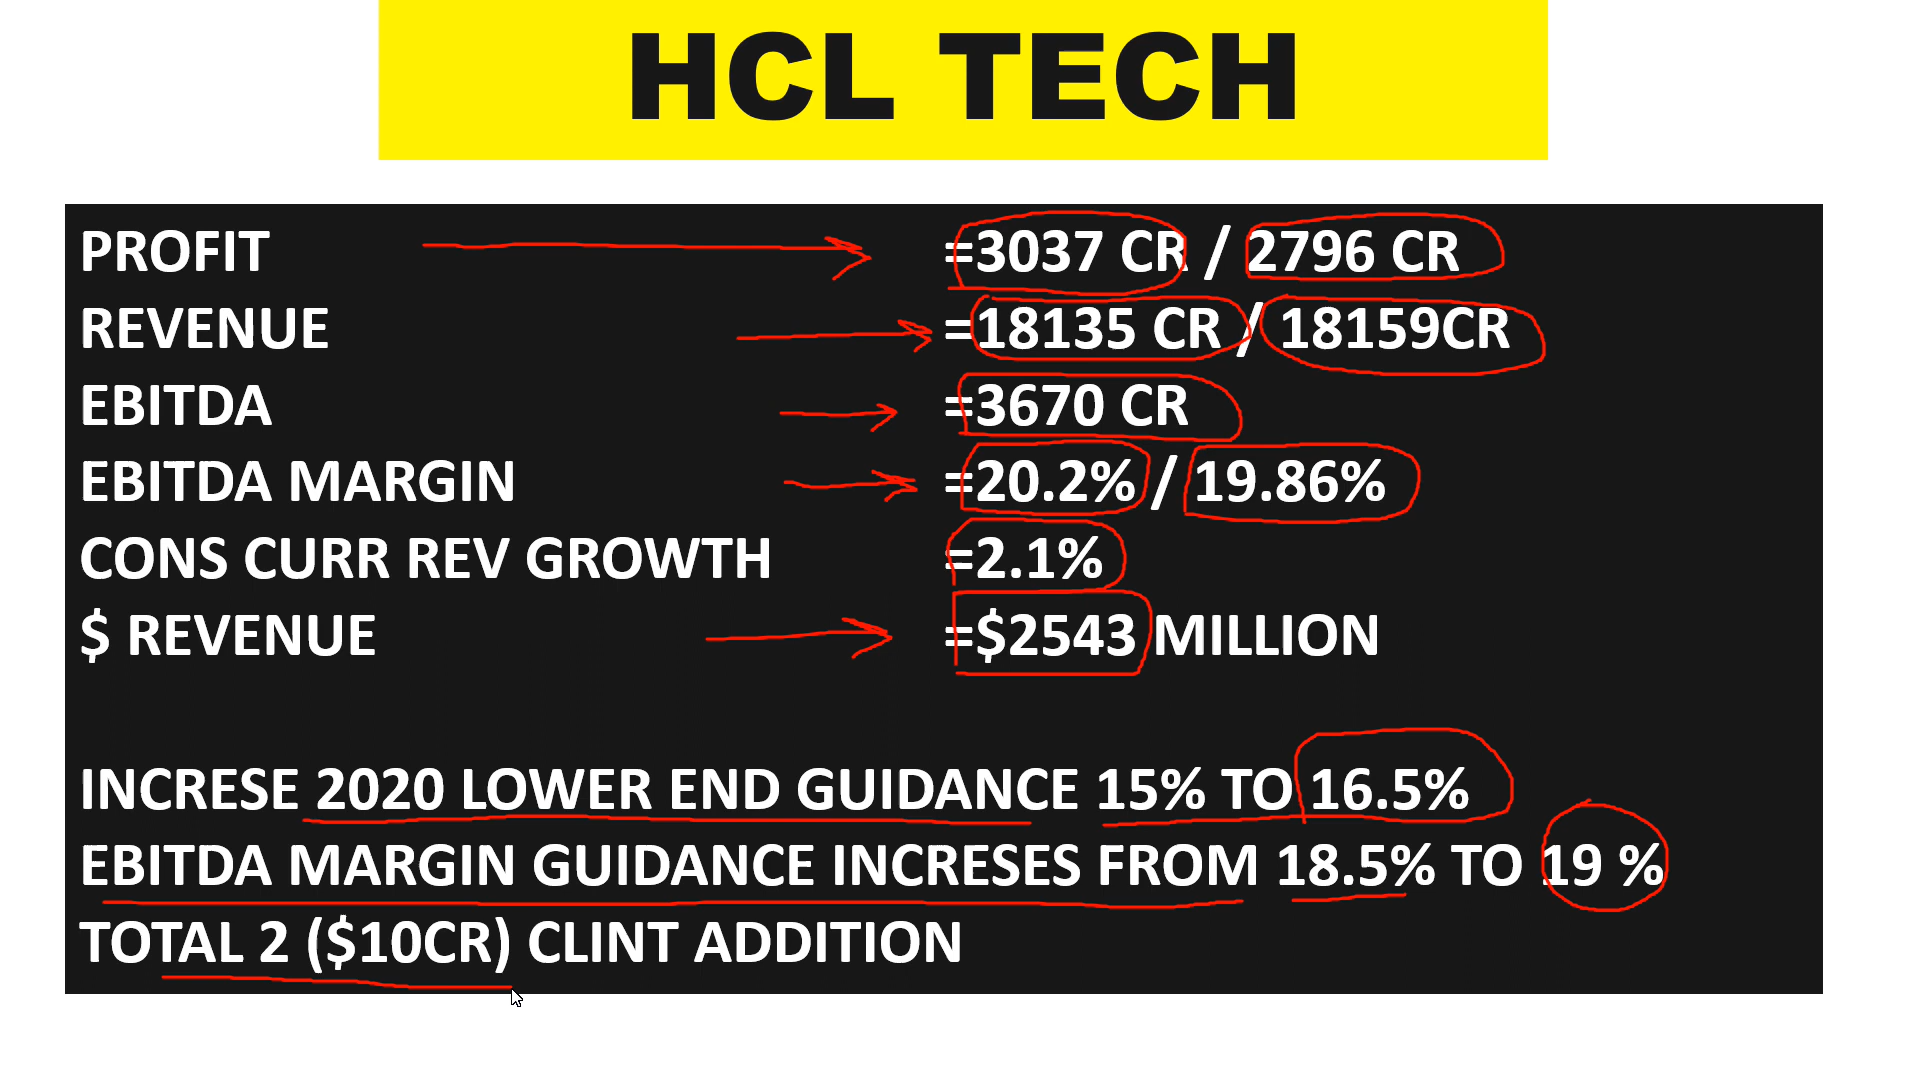 HCL TECH
PROFIT =3037 CR / 2796 CR
REVENUE =18135 CR / 18159CR
EBITDA =3670 CR
EBITDA MARGIN =20.2% / 19.86%
CONS CURR REV GROWTH =2.1%
$ REVENUE =$2543 MILLION
INCRESE 2020 LOWER END GUIDANCE 15% TO 16.5%
EBITDA MARGIN GUIDANCE INCRESES FROM 18.5% TO 19 %
TOTAL 2 ($10CR) CLINT ADDITION